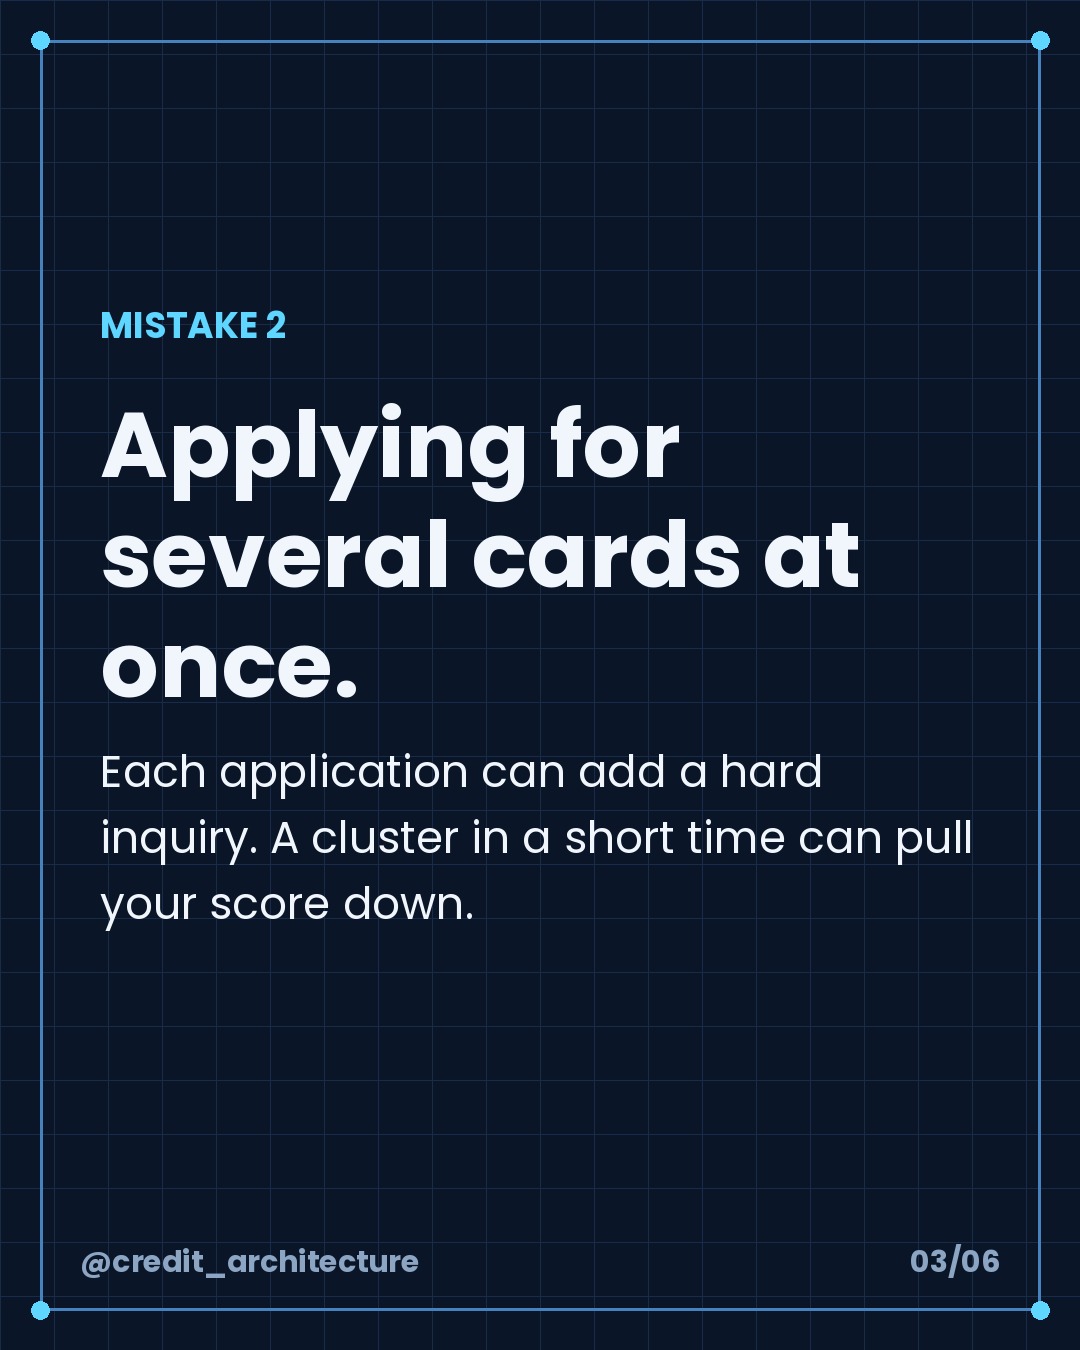 MISTAKE 2
Applying for
several cards at
once.
Each application can add a hard
inquiry. A cluster in a short time can pull
your score down.
@credit_architecture
03/06